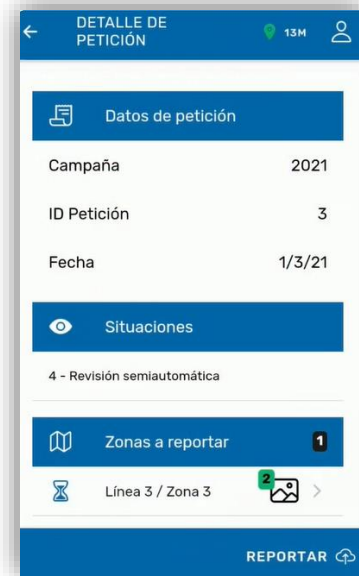 DETALLE DE
PETICIÓN
13M
Datos de petición
Campaña 2021
ID Petición 3
Fecha 1/3/21
Situaciones
4 - Revisión semiautomática
Zonas a reportar 1
Línea 3 / Zona 3 2
REPORTAR